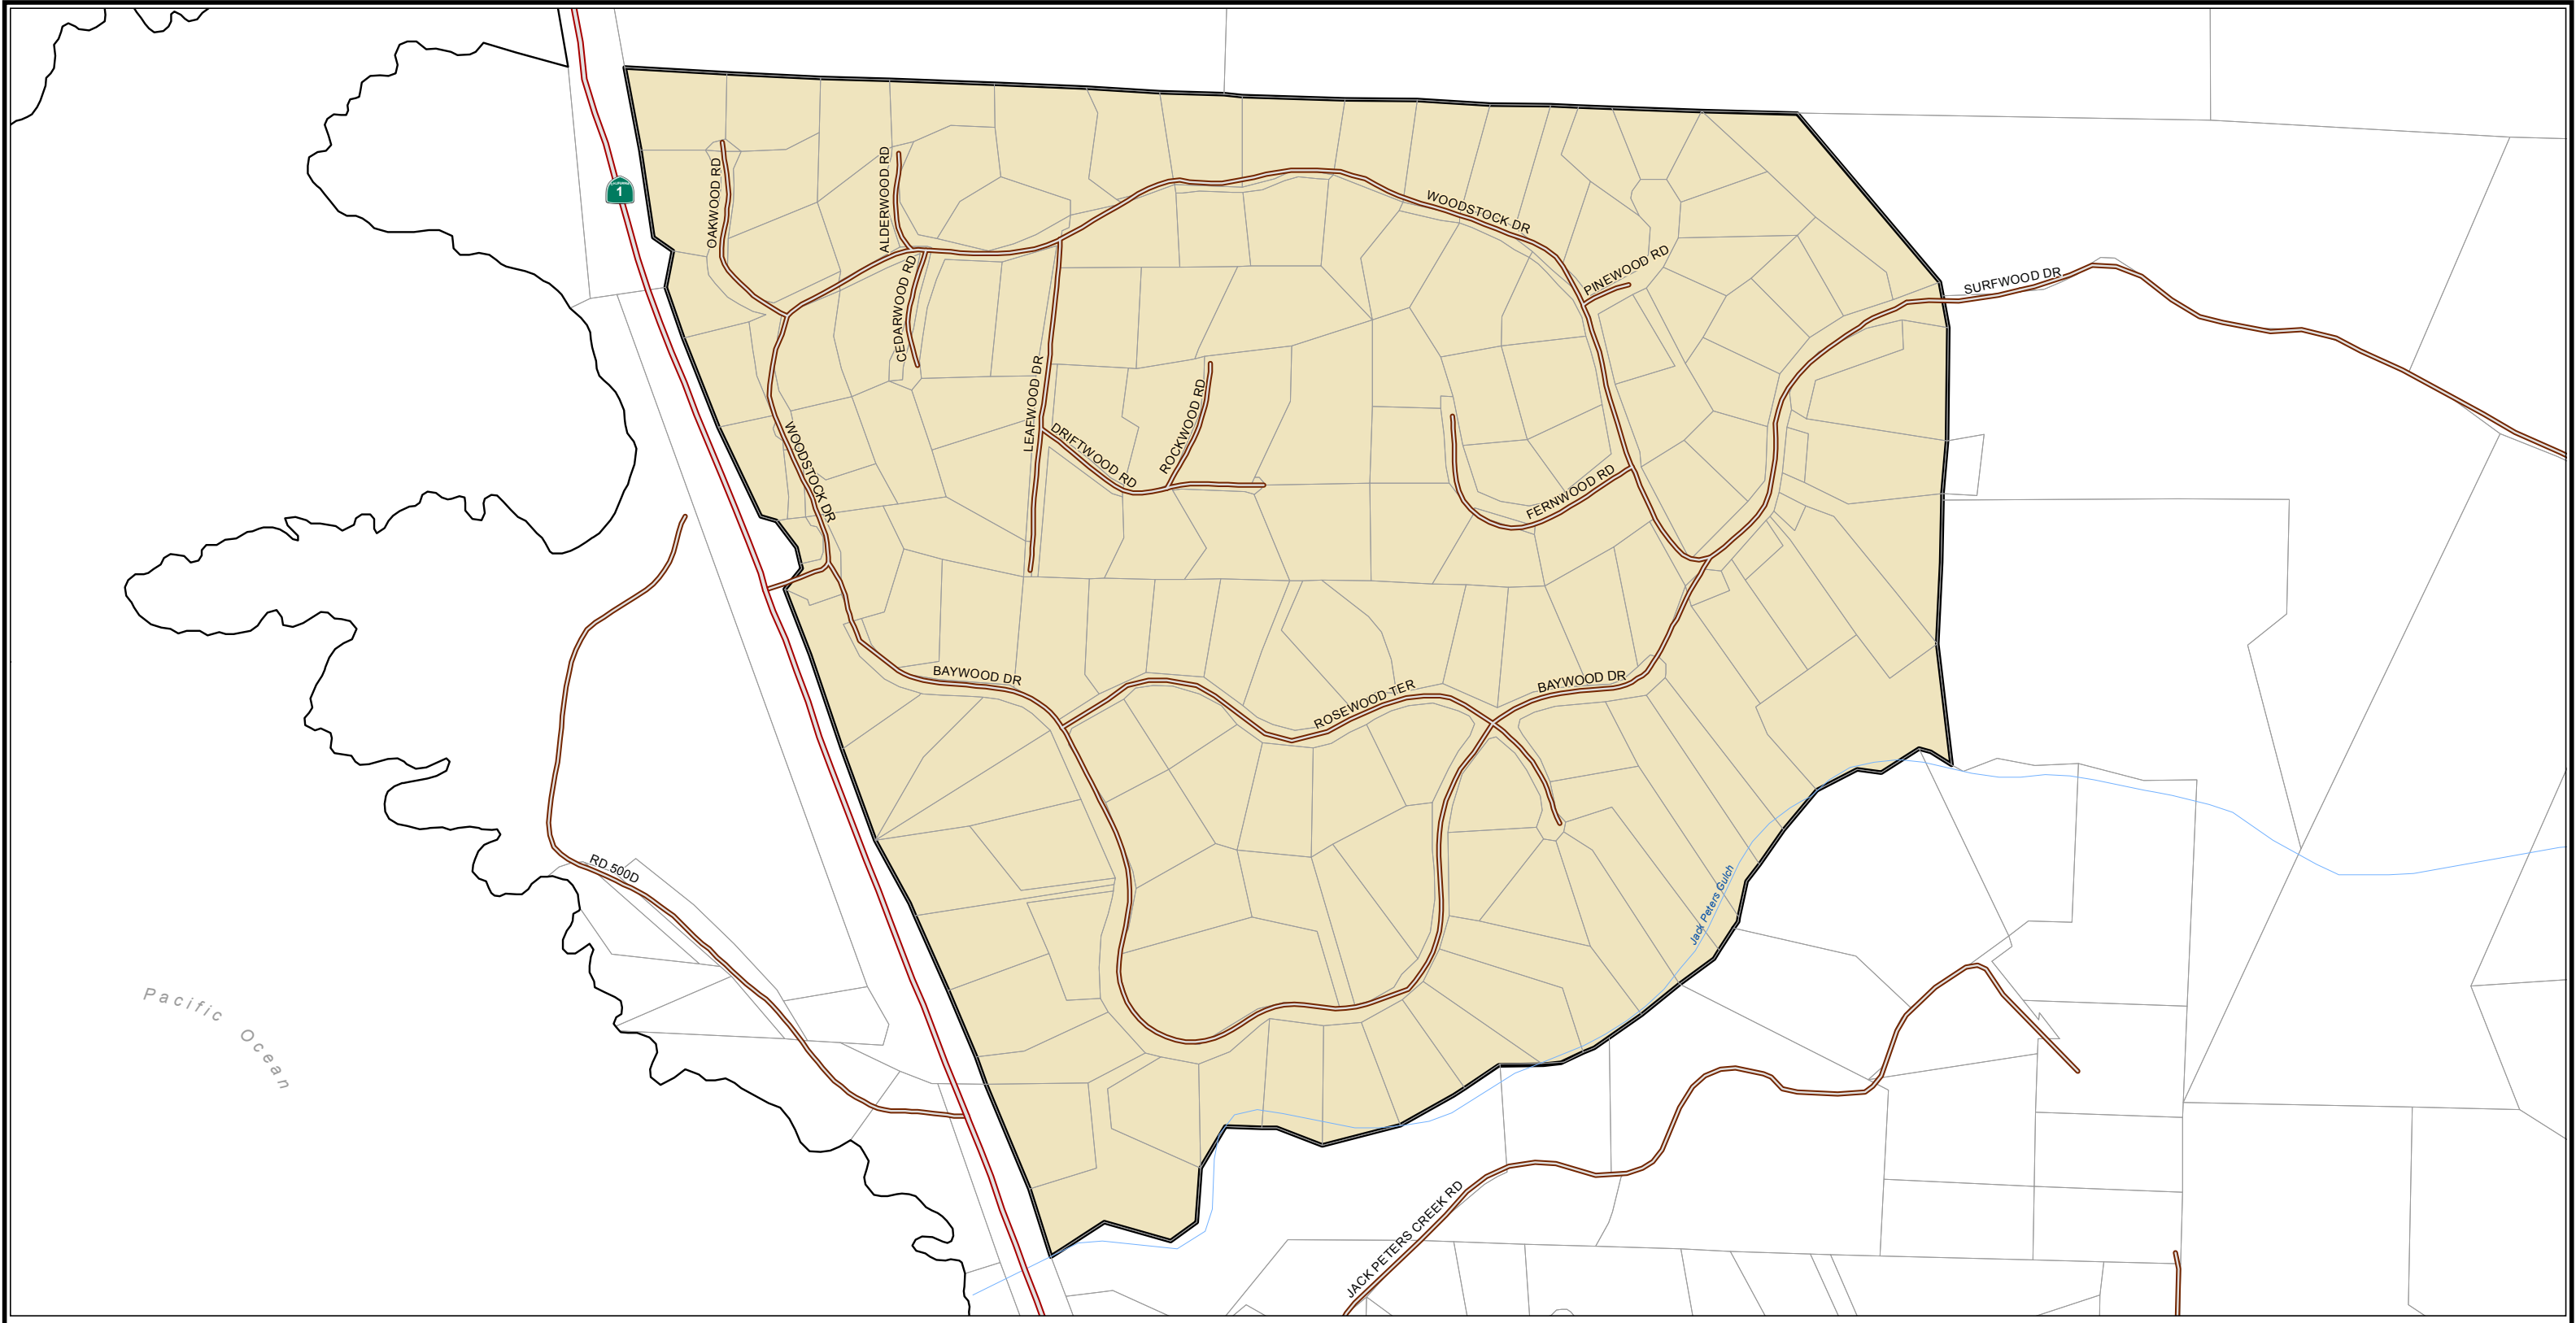 CALIFORNIA
1
OAKWOOD RD
ALDERWOOD RD
WOODSTOCK DR
PINEWOOD RD
SURFWOOD DR
CEDARWOOD RD
LEAFWOOD DR
DRIFTWOOD RD
ROCKWOOD RD
WOODSTOCK DR
FERNWOOD RD
BAYWOOD DR
ROSEWOOD TER
BAYWOOD DR
RD 500D
Jack Peters Gulch
Pacific Ocean
JACK PETERS CREEK RD